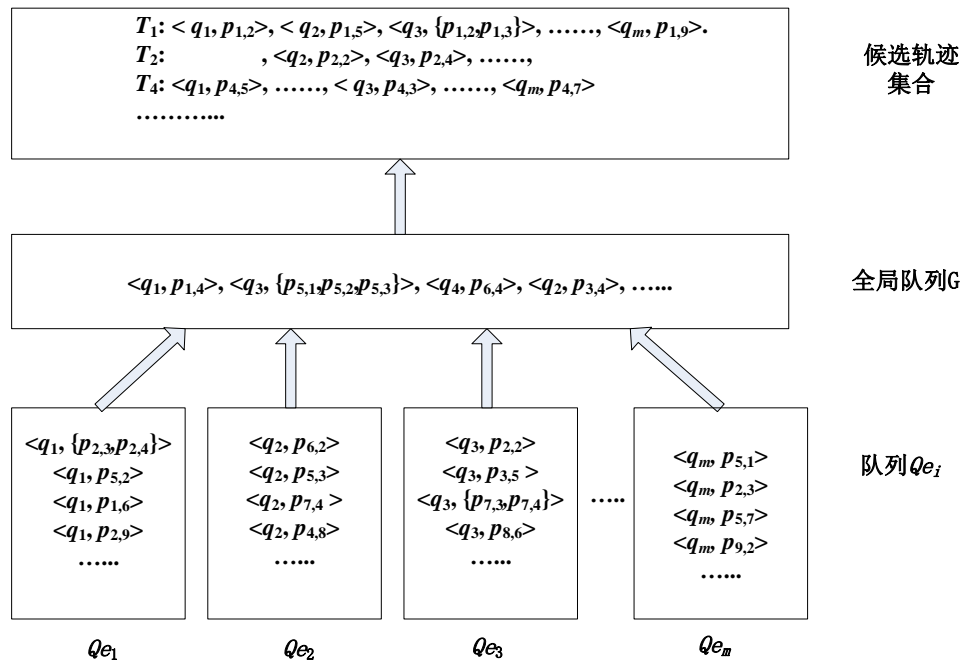 T1: < q1, p1,2>, < q2, p1,5>, <q3, {p1,2,p1,3}>, ……, <qm, p1,9>.
T2: , <q2, p2,2>, <q3, p2,4>, ……,
T4: <q1, p4,5>, ……, < q3, p4,3>, ……, <qm, p4,7>
………...
候选轨迹
集合
<q1, p1,4>, <q3, {p5,1,p5,2,p5,3}>, <q4, p6,4>, <q2, p3,4>, …...
全局队列G
<q1, {p2,3,p2,4}>
<q1, p5,2>
<q1, p1,6>
<q1, p2,9>
…...
<q2, p6,2>
<q2, p5,3>
<q2, p7,4 >
<q2, p4,8>
…...
<q3, p2,2>
<q3, p3,5 >
<q3, {p7,3,p7,4}>
<q3, p8,6>
…...
…..
<qm, p5,1>
<qm, p2,3>
<qm, p5,7>
<qm, p9,2>
…...
队列Qei
Qe1
Qe2
Qe3
Qem